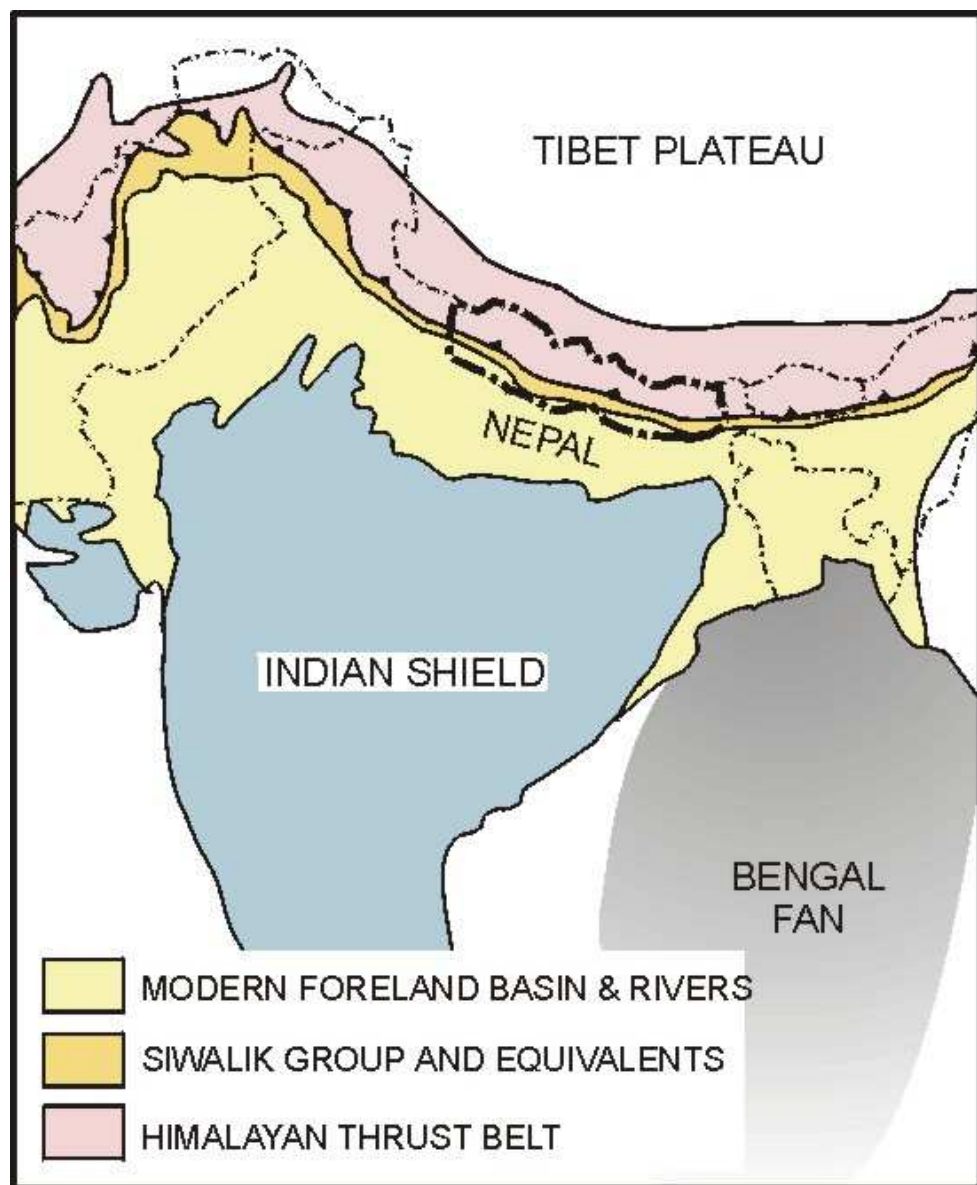 TIBET PLATEAU
NEPAL
INDIAN SHIELD
BENGAL
FAN
MODERN FORELAND BASIN & RIVERS
SIWALIK GROUP AND EQUIVALENTS
HIMALAYAN THRUST BELT